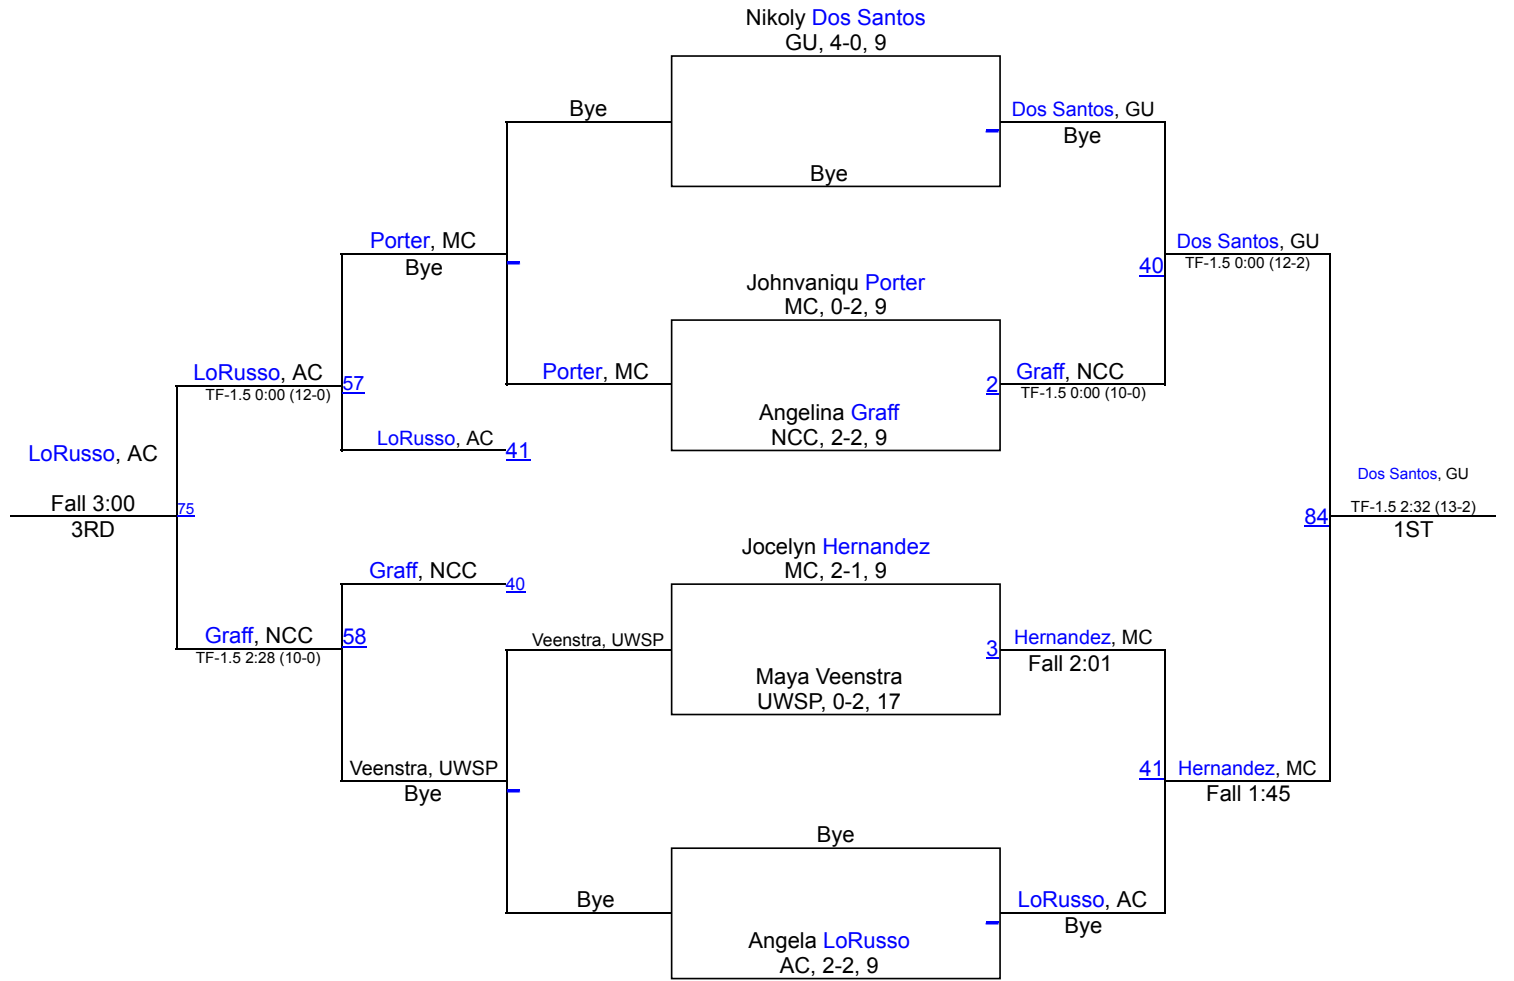 Nikoly Dos Santos
GU, 4-0, 9
Bye
Dos Santos, GU
Bye
Bye
Porter, MC
Bye
Dos Santos, GU
TF-1.5 0:00 (12-2)
40
Johnvaniqu Porter
MC, 0-2, 9
LoRusso, AC
TF-1.5 0:00 (12-0)
57
Porter, MC
2
Graff, NCC
TF-1.5 0:00 (10-0)
Angelina Graff
NCC, 2-2, 9
LoRusso, AC
41
LoRusso, AC
Fall 3:00
75
3RD
Dos Santos, GU
TF-1.5 2:32 (13-2)
84
1ST
Jocelyn Hernandez
MC, 2-1, 9
Graff, NCC
40
Graff, NCC
TF-1.5 2:28 (10-0)
58
Veenstra, UWSP
3
Hernandez, MC
Fall 2:01
Maya Veenstra
UWSP, 0-2, 17
Veenstra, UWSP
Bye
41
Hernandez, MC
Fall 1:45
Bye
Bye
LoRusso, AC
Bye
Angela LoRusso
AC, 2-2, 9